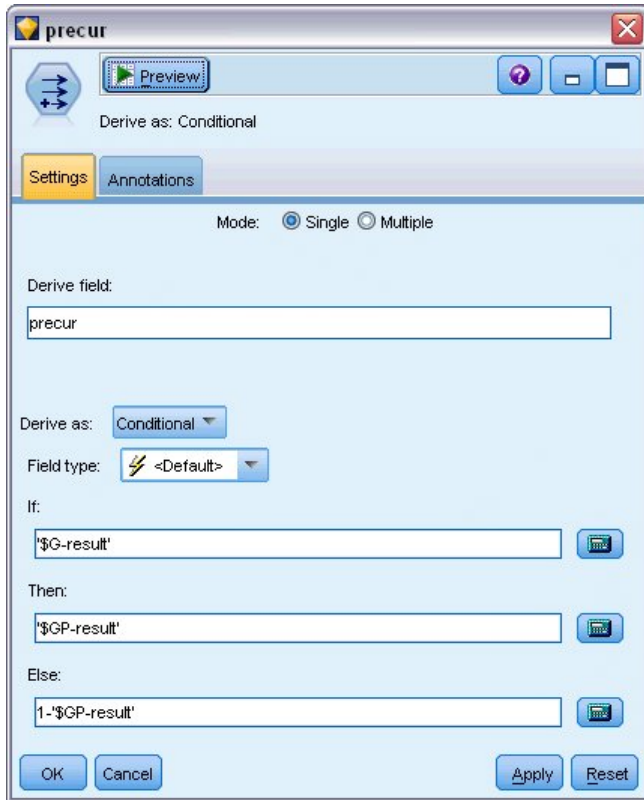 precur
Preview
Derive as: Conditional
Settings Annotations
Mode: Single Multiple
Derive field:
precur
Derive as: Conditional
Field type: <Default>
If:
'$G-result'
Then:
'$GP-result'
Else:
1-'$GP-result'
OK Cancel Apply Reset